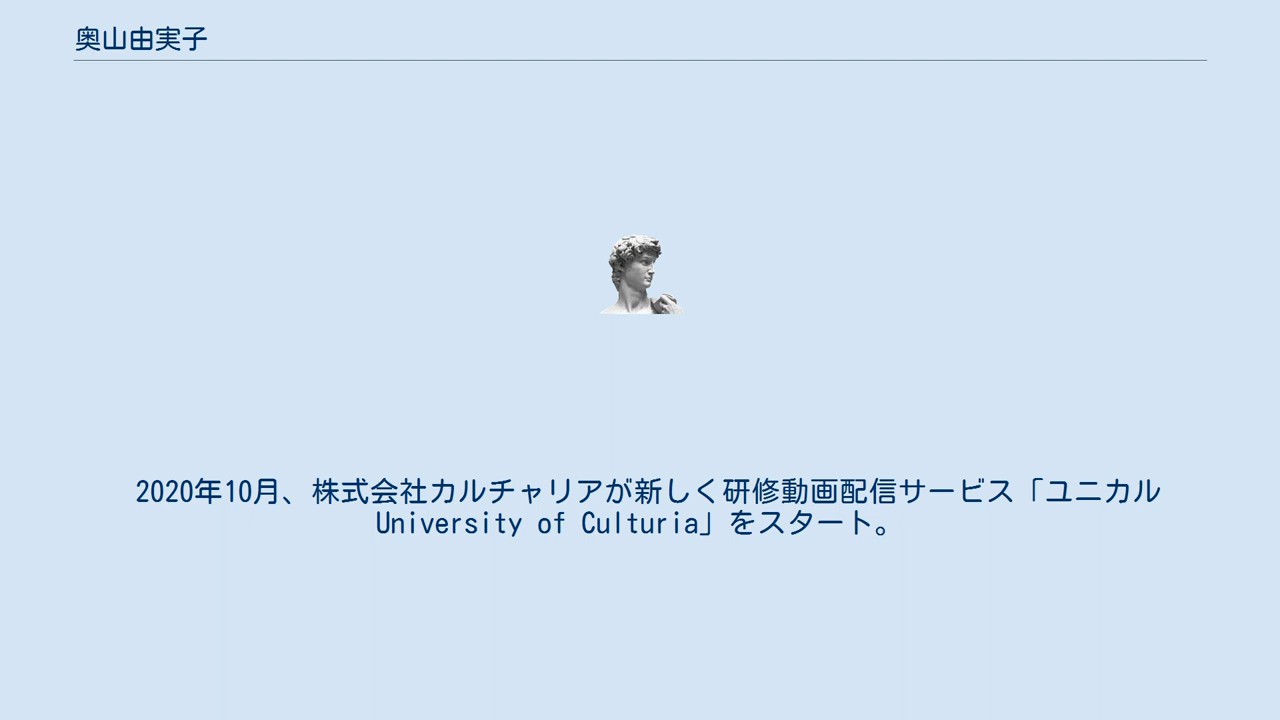 奥山由実子
2020年10月、株式会社カルチャリアが新しく研修動画配信サービス「ユニカル
University of Culturia」をスタート。